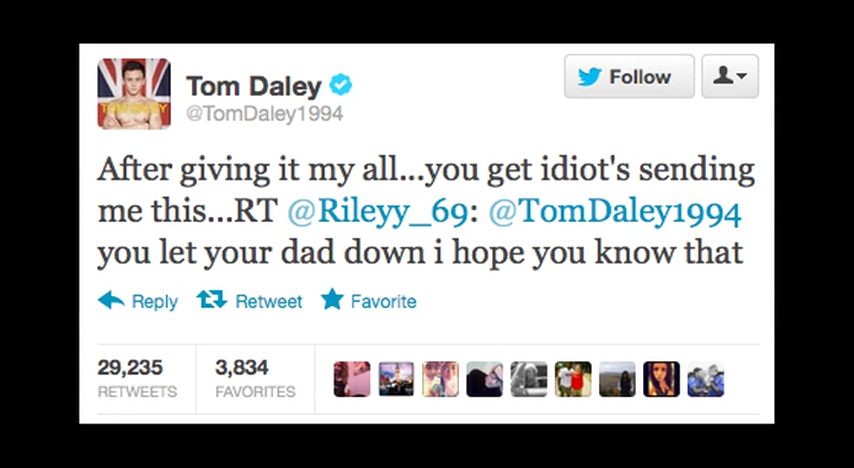 Tom Daley
@TomDaley1994
Follow
After giving it my all...you get idiot's sending
me this...RT @Rileyy_69: @TomDaley1994
you let your dad down i hope you know that
Reply Retweet Favorite
29,235 3,834
RETWEETS FAVORITES